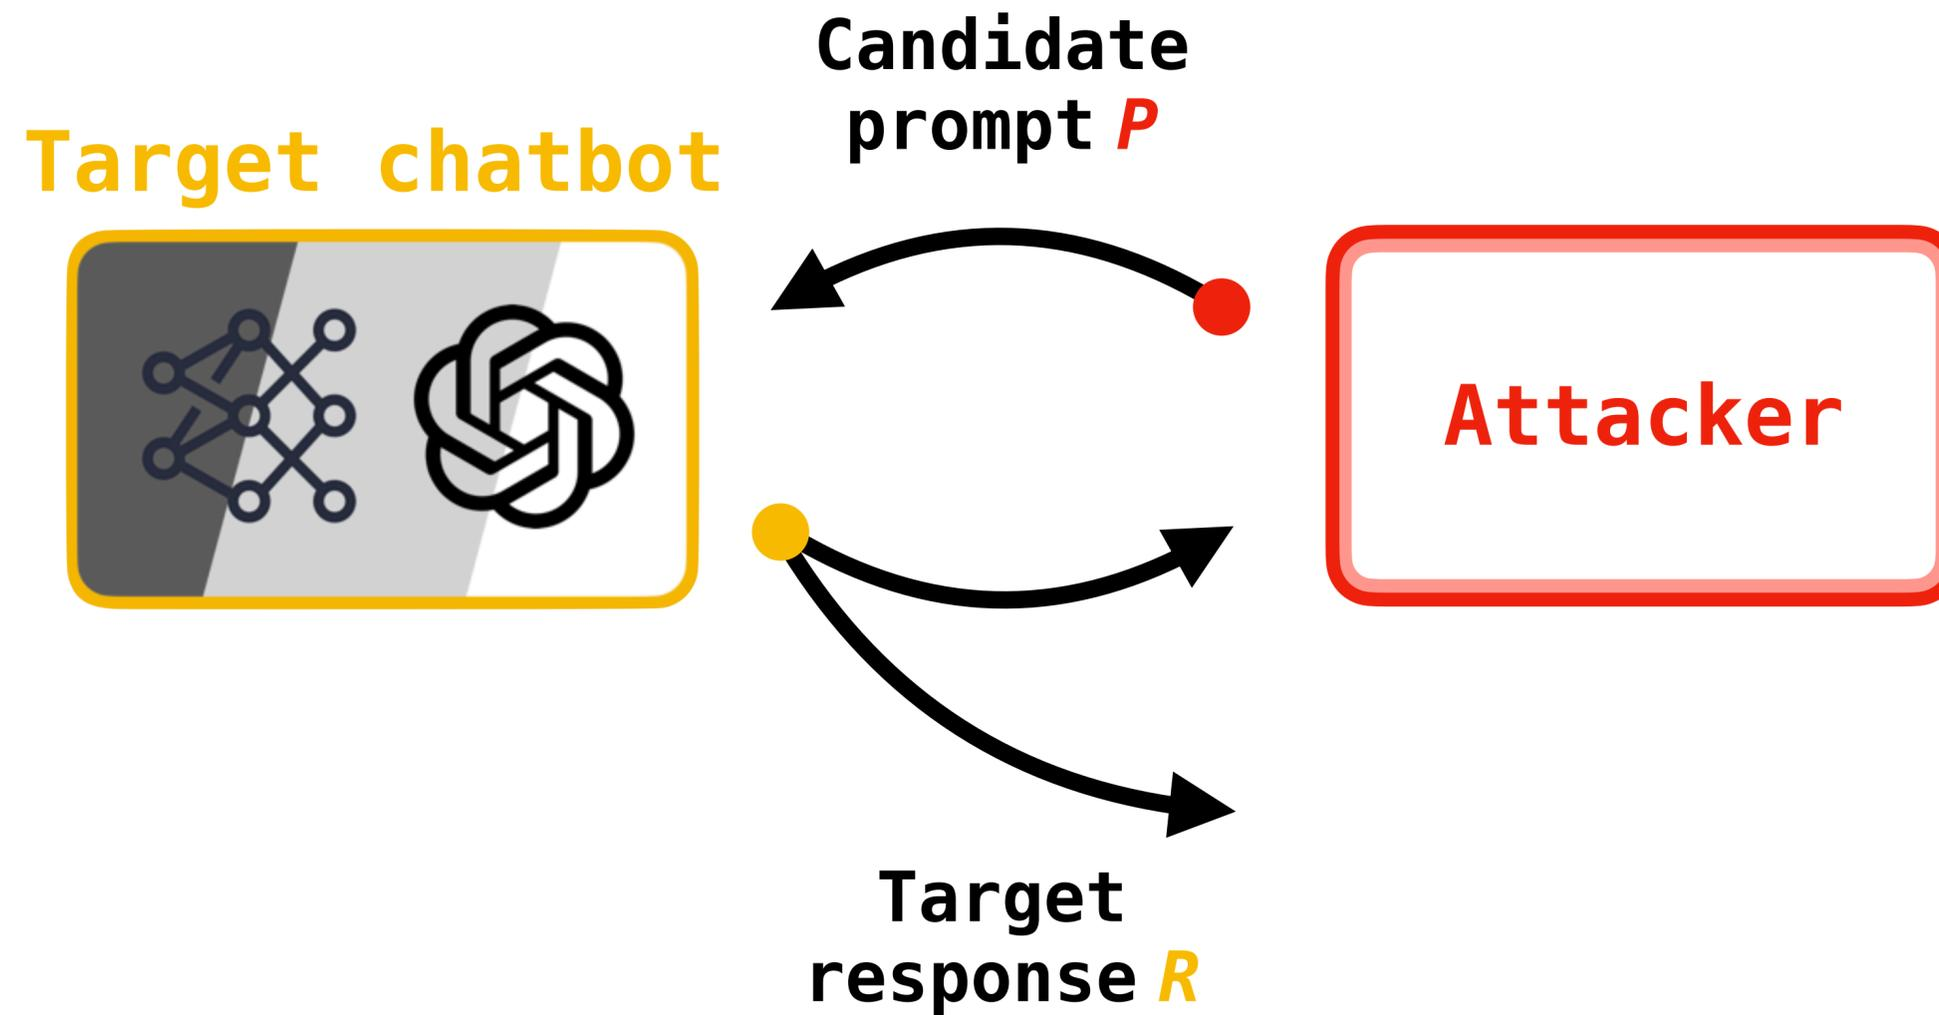 Candidate
prompt P
Target chatbot
Attacker
Target
response R